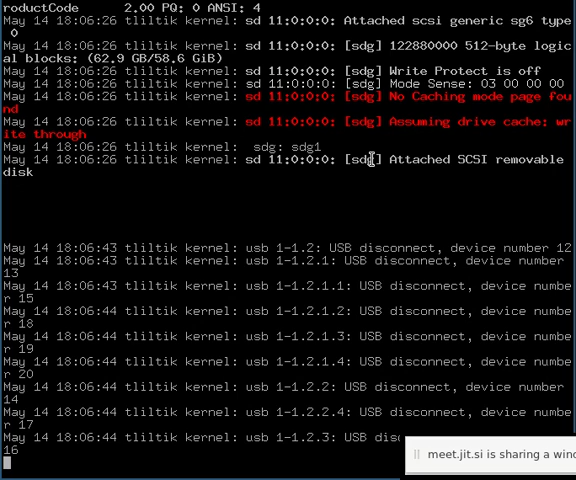 roductCode       2.00 PQ: 0 ANSI: 4
May 14 18:06:26 tliltik kernel: sd 11:0:0:0: Attached scsi generic sg6 type
 0
May 14 18:06:26 tliltik kernel: sd 11:0:0:0: [sdg] 122880000 512-byte logic
al blocks: (62.9 GB/58.6 GiB)
May 14 18:06:26 tliltik kernel: sd 11:0:0:0: [sdg] Write Protect is off
May 14 18:06:26 tliltik kernel: sd 11:0:0:0: [sdg] Mode Sense: 03 00 00 00
May 14 18:06:26 tliltik kernel: sd 11:0:0:0: [sdg] No Caching mode page fou
nd
May 14 18:06:26 tliltik kernel: sd 11:0:0:0: [sdg] Assuming drive cache: wr
ite through
May 14 18:06:26 tliltik kernel:  sdg: sdg1
May 14 18:06:26 tliltik kernel: sd 11:0:0:0: [sdg] Attached SCSI removable
disk
May 14 18:06:43 tliltik kernel: usb 1-1.2: USB disconnect, device number 12
May 14 18:06:43 tliltik kernel: usb 1-1.2.1: USB disconnect, device number
13
May 14 18:06:43 tliltik kernel: usb 1-1.2.1.1: USB disconnect, device numbe
r 15
May 14 18:06:44 tliltik kernel: usb 1-1.2.1.2: USB disconnect, device numbe
r 18
May 14 18:06:44 tliltik kernel: usb 1-1.2.1.3: USB disconnect, device numbe
r 19
May 14 18:06:44 tliltik kernel: usb 1-1.2.1.4: USB disconnect, device numbe
r 20
May 14 18:06:44 tliltik kernel: usb 1-1.2.2: USB disconnect, device number
14
May 14 18:06:44 tliltik kernel: usb 1-1.2.2.4: USB disconnect, device numbe
r 17
May 14 18:06:44 tliltik kernel: usb 1-1.2.3: USB disc
16
meet.jit.si is sharing a wind